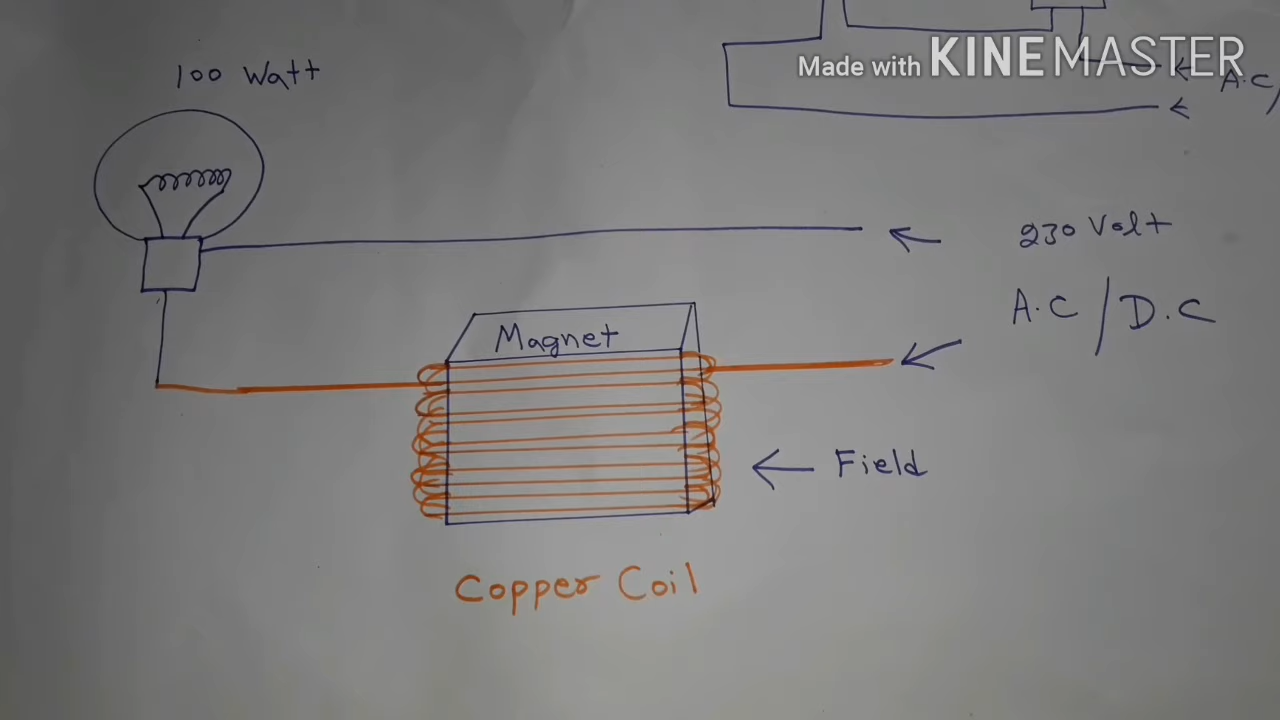 Made with KINEMASTER
A.C/
100 Watt
230 Volt
A.C / D.C
Magnet
Field
Copper Coil